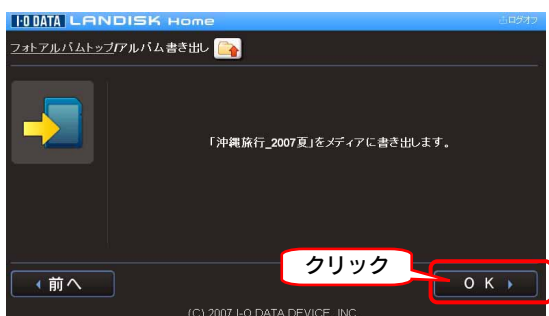 I-O DATA LANDISK Home
ログオフ
フォトアルバムトップ/アルバム書き出し
「沖縄旅行_2007夏」をメディアに書き出します。
クリック
前へ
ＯＫ
(C) 2007 I-O DATA DEVICE, INC.